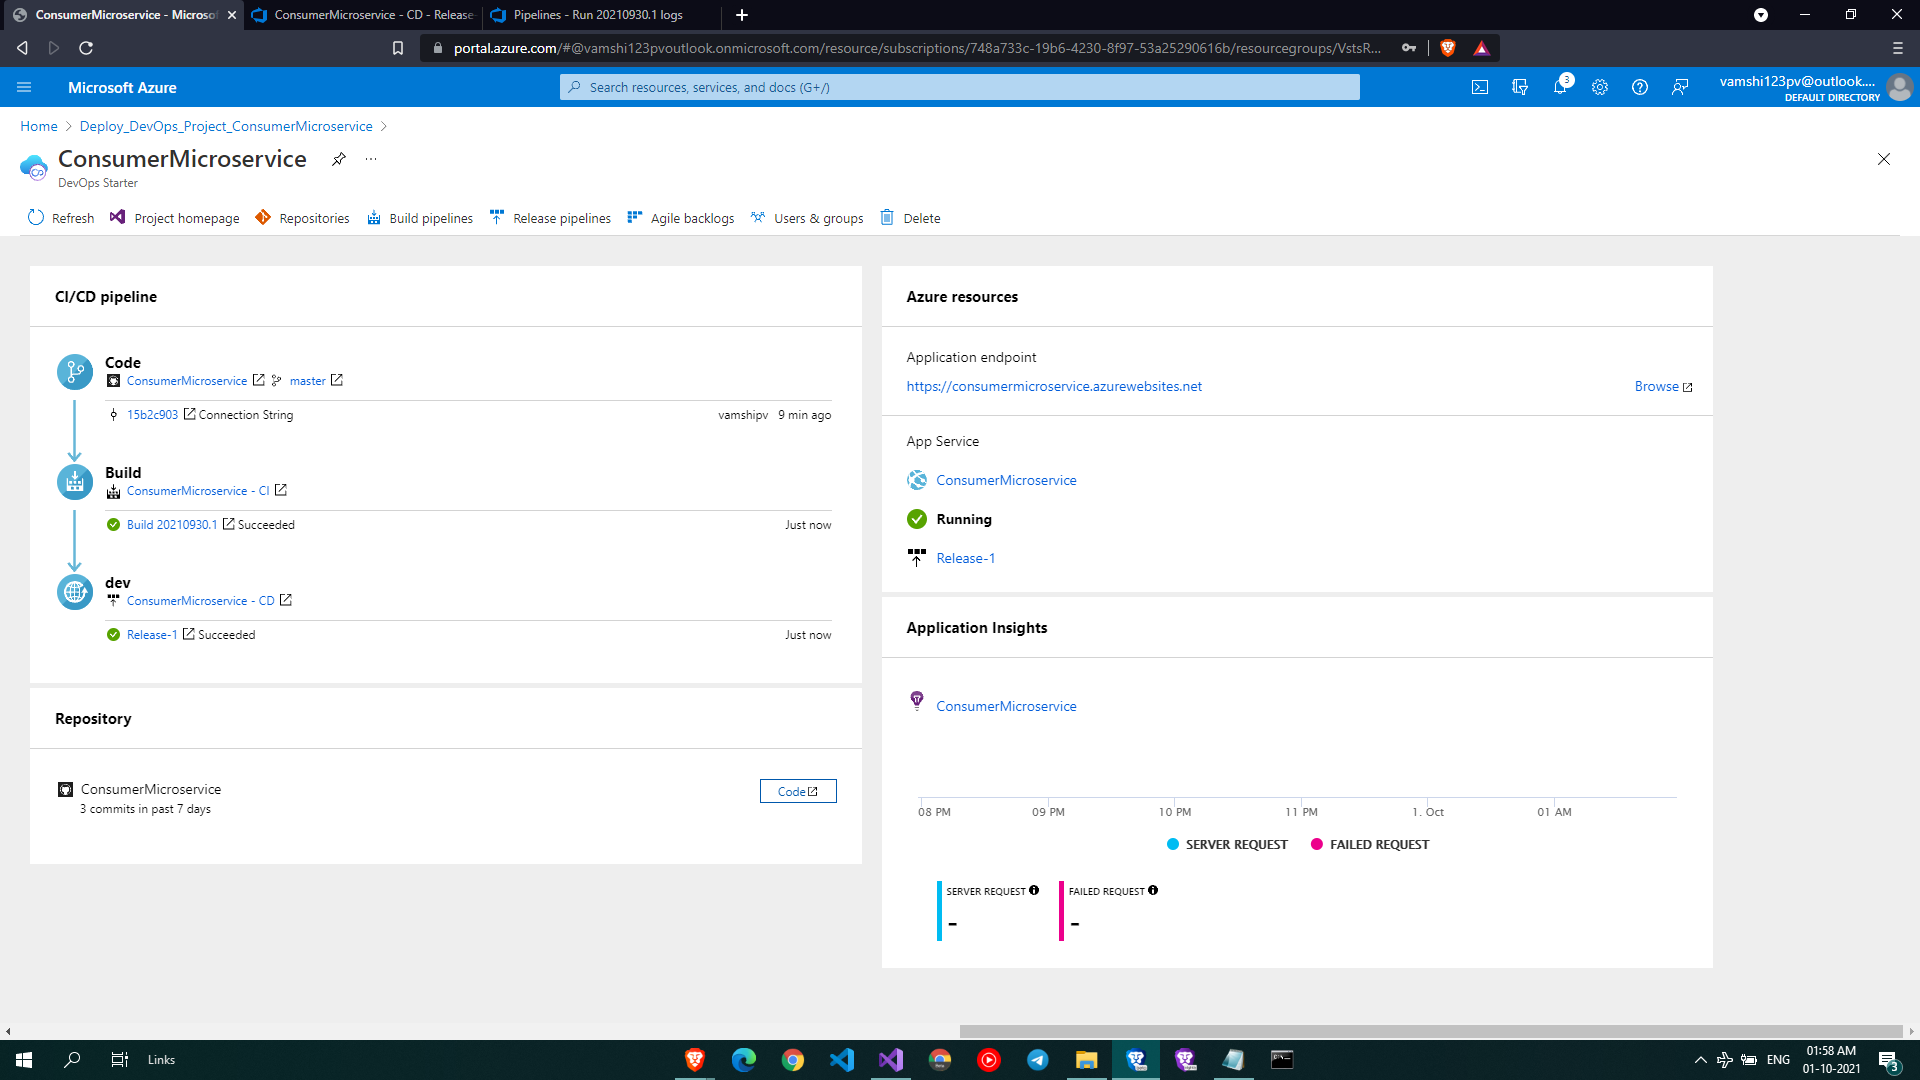 ConsumerMicroservice - Microsof
ConsumerMicroservice - CD - Release
Pipelines - Run 20210930.1 logs
portal.azure.com/#@vamshi123pvoutlook.onmicrosoft.com/resource/subscriptions/748a733c-19b6-4230-8f97-53a25290616b/resourcegroups/VstsR...
Microsoft Azure
Search resources, services, and docs (G+/)
3
vamshi123pv@outlook....
DEFAULT DIRECTORY
Home > Deploy_DevOps_Project_ConsumerMicroservice >
ConsumerMicroservice
...
DevOps Starter
Refresh Project homepage Repositories Build pipelines Release pipelines Agile backlogs Users & groups Delete
CI/CD pipeline
Code
ConsumerMicroservice master
15b2c903 Connection String vamshipv 9 min ago
Build
ConsumerMicroservice - CI
Build 20210930.1 Succeeded Just now
dev
ConsumerMicroservice - CD
Release-1 Succeeded Just now
Repository
ConsumerMicroservice
3 commits in past 7 days
Code
Azure resources
Application endpoint
https://consumermicroservice.azurewebsites.net Browse
App Service
ConsumerMicroservice
Running
Release-1
Application Insights
ConsumerMicroservice
08 PM 09 PM 10 PM 11 PM 1. Oct 01 AM
SERVER REQUEST FAILED REQUEST
SERVER REQUEST FAILED REQUEST
- -
Links
ENG
01:58 AM
01-10-2021
3